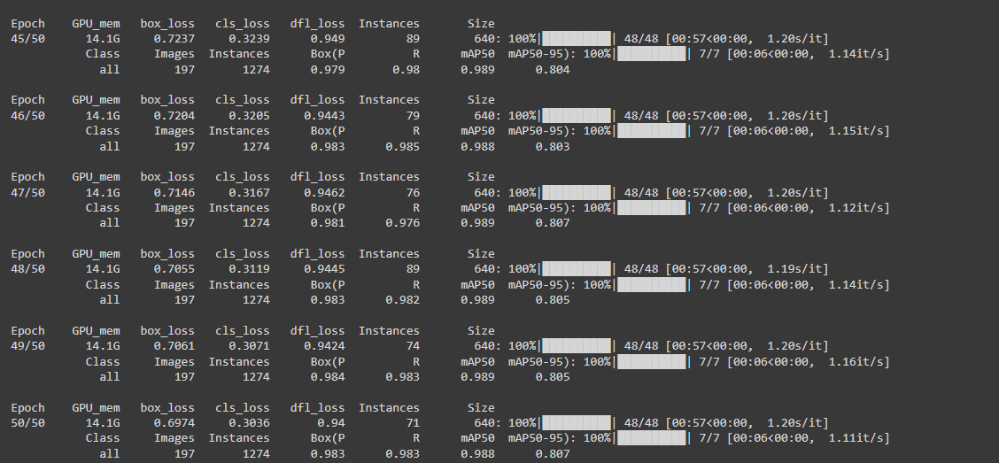 Epoch GPU_mem box_loss cls_loss dfl_loss Instances Size
45/50 14.1G 0.7237 0.3239 0.949 89 640: 100%|██████████| 48/48 [00:57<00:00, 1.20s/it]
Class Images Instances Box(P R mAP50 mAP50-95): 100%|██████████| 7/7 [00:06<00:00, 1.14it/s]
all 197 1274 0.979 0.98 0.989 0.804
Epoch GPU_mem box_loss cls_loss dfl_loss Instances Size
46/50 14.1G 0.7204 0.3205 0.9443 79 640: 100%|██████████| 48/48 [00:57<00:00, 1.20s/it]
Class Images Instances Box(P R mAP50 mAP50-95): 100%|██████████| 7/7 [00:06<00:00, 1.15it/s]
all 197 1274 0.983 0.985 0.988 0.803
Epoch GPU_mem box_loss cls_loss dfl_loss Instances Size
47/50 14.1G 0.7146 0.3167 0.9462 76 640: 100%|██████████| 48/48 [00:57<00:00, 1.20s/it]
Class Images Instances Box(P R mAP50 mAP50-95): 100%|██████████| 7/7 [00:06<00:00, 1.12it/s]
all 197 1274 0.981 0.976 0.989 0.807
Epoch GPU_mem box_loss cls_loss dfl_loss Instances Size
48/50 14.1G 0.7055 0.3119 0.9445 89 640: 100%|██████████| 48/48 [00:57<00:00, 1.19s/it]
Class Images Instances Box(P R mAP50 mAP50-95): 100%|██████████| 7/7 [00:06<00:00, 1.14it/s]
all 197 1274 0.983 0.982 0.989 0.805
Epoch GPU_mem box_loss cls_loss dfl_loss Instances Size
49/50 14.1G 0.7061 0.3071 0.9424 74 640: 100%|██████████| 48/48 [00:57<00:00, 1.20s/it]
Class Images Instances Box(P R mAP50 mAP50-95): 100%|██████████| 7/7 [00:06<00:00, 1.16it/s]
all 197 1274 0.984 0.983 0.989 0.805
Epoch GPU_mem box_loss cls_loss dfl_loss Instances Size
50/50 14.1G 0.6974 0.3036 0.94 71 640: 100%|██████████| 48/48 [00:57<00:00, 1.20s/it]
Class Images Instances Box(P R mAP50 mAP50-95): 100%|██████████| 7/7 [00:06<00:00, 1.11it/s]
all 197 1274 0.983 0.983 0.988 0.807